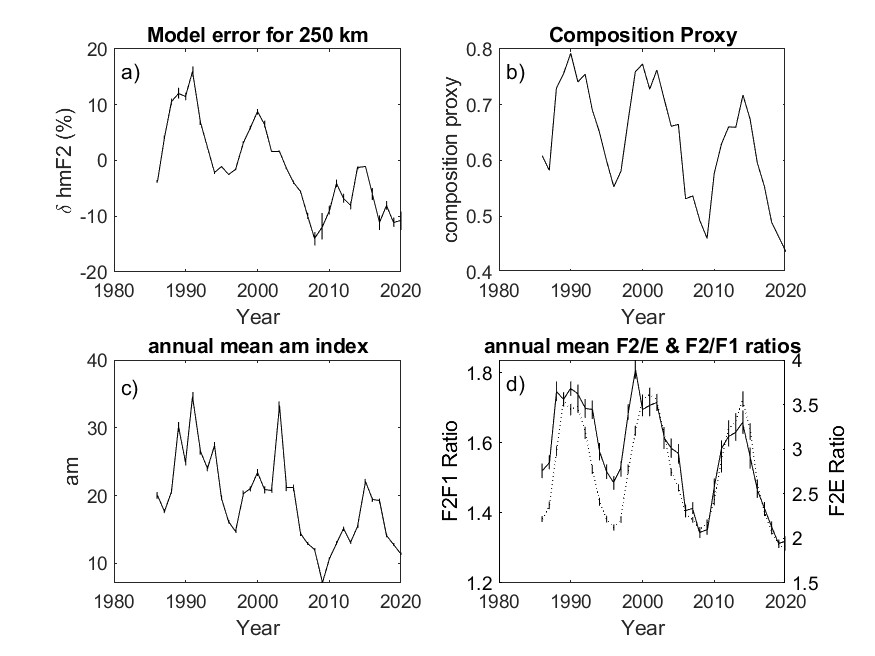 Model error for 250 km
a)
20
10
0
-10
-20
δ hmF2 (%)
1980 1990 2000 2010 2020
Year
Composition Proxy
b)
0.8
0.7
0.6
0.5
0.4
composition proxy
1980 1990 2000 2010 2020
Year
annual mean am index
c)
40
30
20
10
am
1980 1990 2000 2010 2020
Year
annual mean F2/E & F2/F1 ratios
d)
1.8
1.6
1.4
1.2
F2F1 Ratio
4
3.5
3
2.5
2
1.5
F2E Ratio
1980 1990 2000 2010 2020
Year